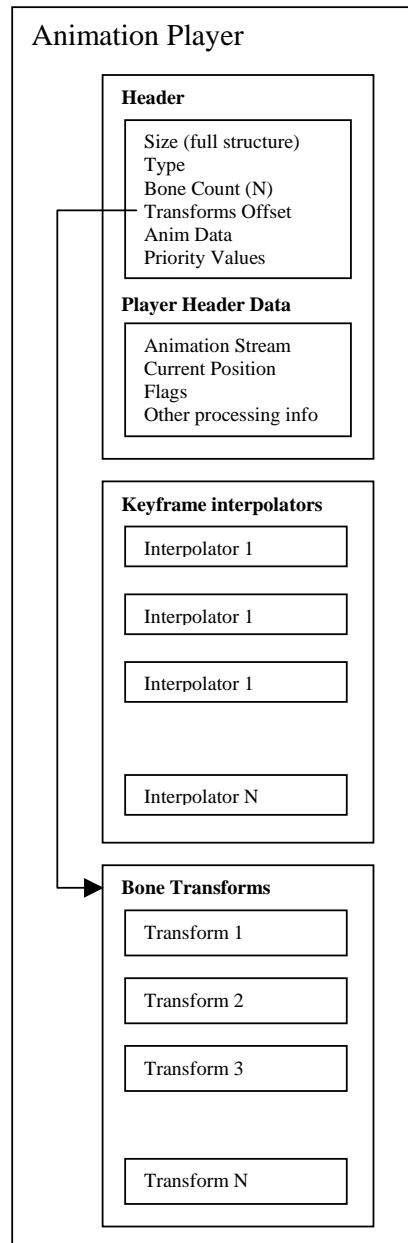 Animation Player
Header
Size (full structure)
Type
Bone Count (N)
Transforms Offset
Anim Data
Priority Values
Player Header Data
Animation Stream
Current Position
Flags
Other processing info
Keyframe interpolators
Interpolator 1
Interpolator 1
Interpolator 1
Interpolator N
Bone Transforms
Transform 1
Transform 2
Transform 3
Transform N